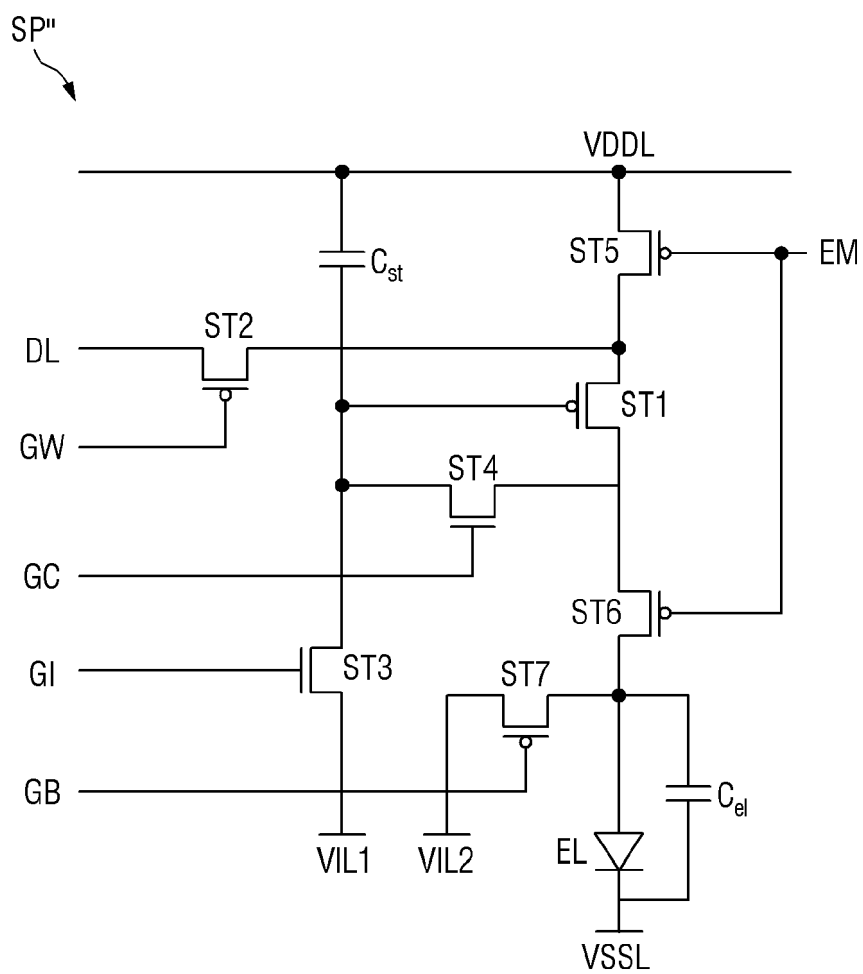 SP"
VDDL
ST5
EM
Cst
ST2
DL
ST1
GW
ST4
GC
ST6
GI
ST3
ST7
GB
Cel
EL
VIL1
VIL2
VSSL